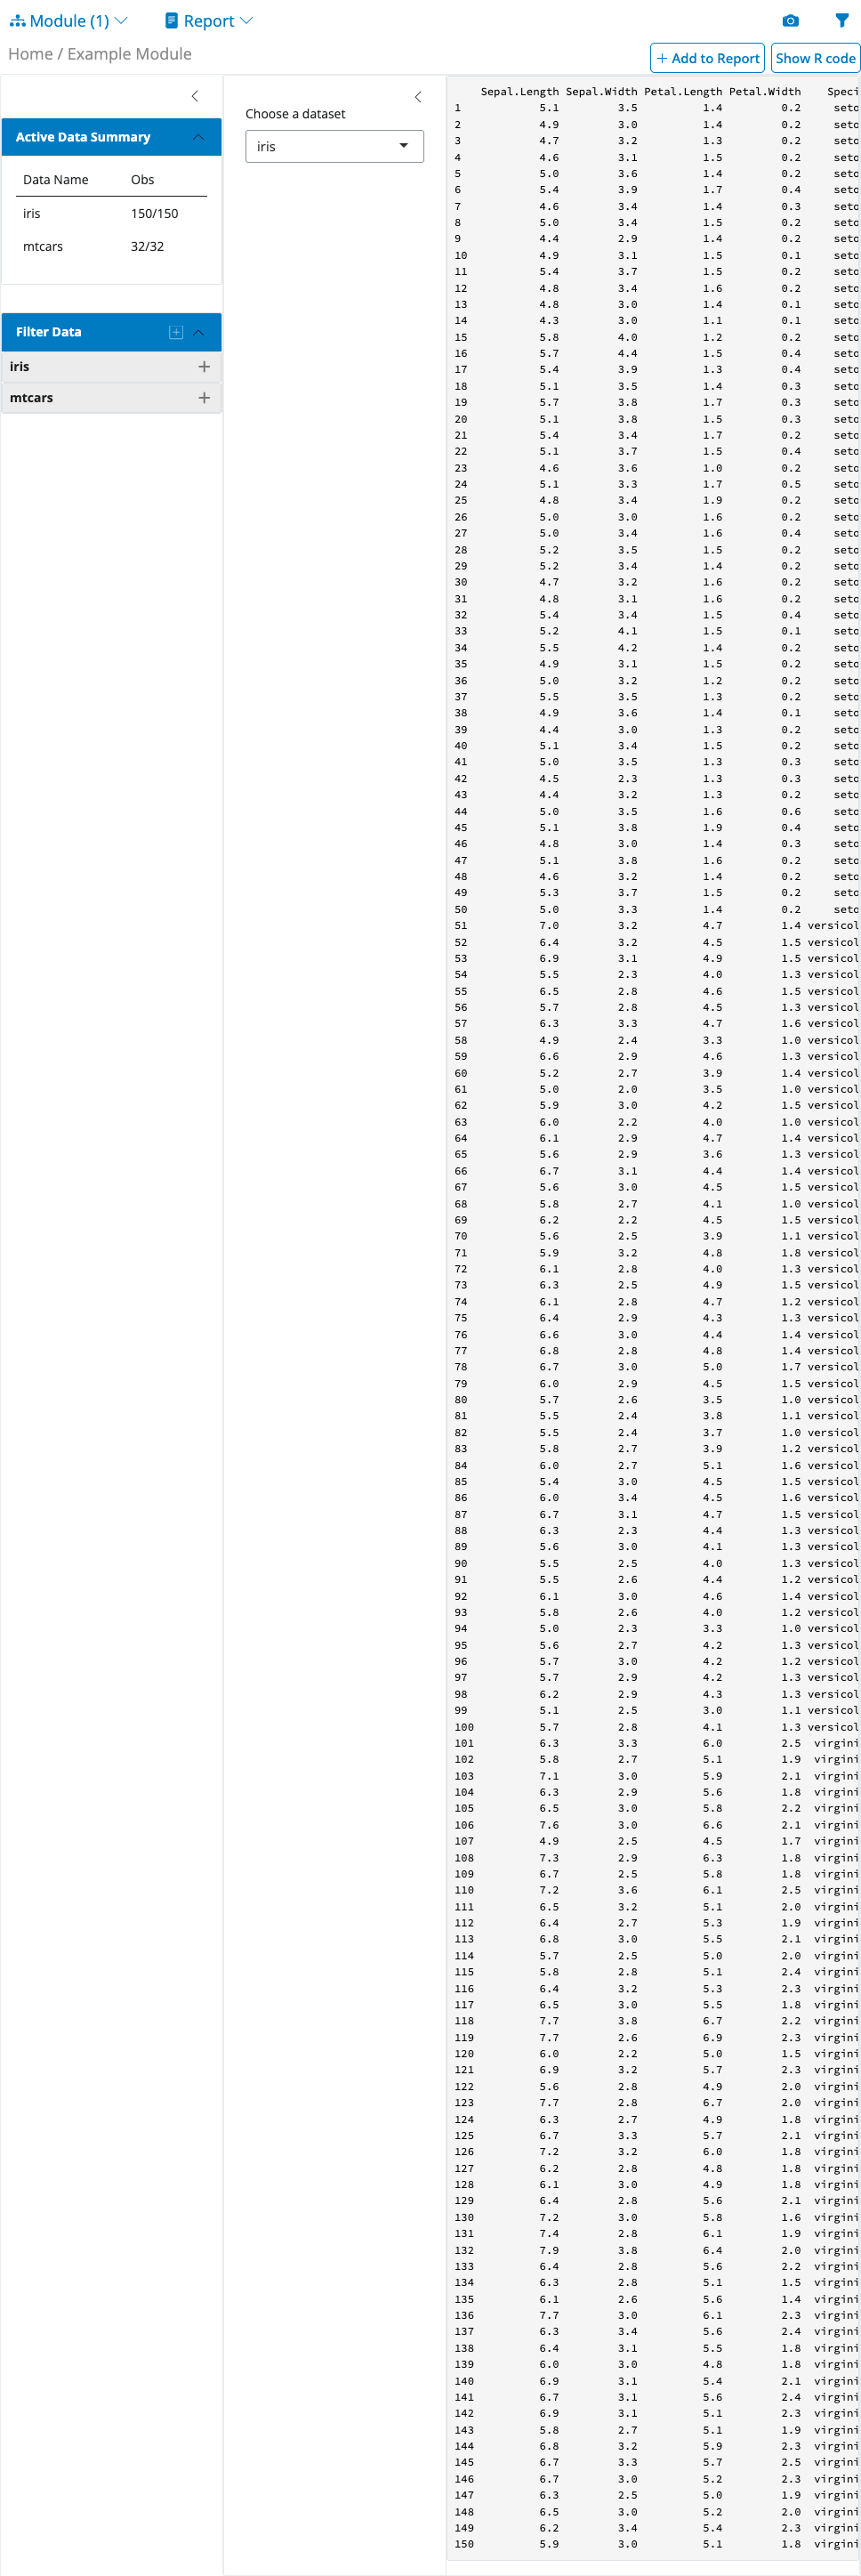 Module (1) Report
Home / Example Module
+ Add to Report Show R code
Active Data Summary
Data Name Obs
iris 150/150
mtcars 32/32
Filter Data
iris
mtcars
Choose a dataset
iris
Sepal.Length Sepal.Width Petal.Length Petal.Width Speci
1 5.1 3.5 1.4 0.2 seto
2 4.9 3.0 1.4 0.2 seto
3 4.7 3.2 1.3 0.2 seto
4 4.6 3.1 1.5 0.2 seto
5 5.0 3.6 1.4 0.2 seto
6 5.4 3.9 1.7 0.4 seto
7 4.6 3.4 1.4 0.3 seto
8 5.0 3.4 1.5 0.2 seto
9 4.4 2.9 1.4 0.2 seto
10 4.9 3.1 1.5 0.1 seto
11 5.4 3.7 1.5 0.2 seto
12 4.8 3.4 1.6 0.2 seto
13 4.8 3.0 1.4 0.1 seto
14 4.3 3.0 1.1 0.1 seto
15 5.8 4.0 1.2 0.2 seto
16 5.7 4.4 1.5 0.4 seto
17 5.4 3.9 1.3 0.4 seto
18 5.1 3.5 1.4 0.3 seto
19 5.7 3.8 1.7 0.3 seto
20 5.1 3.8 1.5 0.3 seto
21 5.4 3.4 1.7 0.2 seto
22 5.1 3.7 1.5 0.4 seto
23 4.6 3.6 1.0 0.2 seto
24 5.1 3.3 1.7 0.5 seto
25 4.8 3.4 1.9 0.2 seto
26 5.0 3.0 1.6 0.2 seto
27 5.0 3.4 1.6 0.4 seto
28 5.2 3.5 1.5 0.2 seto
29 5.2 3.4 1.4 0.2 seto
30 4.7 3.2 1.6 0.2 seto
31 4.8 3.1 1.6 0.2 seto
32 5.4 3.4 1.5 0.4 seto
33 5.2 4.1 1.5 0.1 seto
34 5.5 4.2 1.4 0.2 seto
35 4.9 3.1 1.5 0.2 seto
36 5.0 3.2 1.2 0.2 seto
37 5.5 3.5 1.3 0.2 seto
38 4.9 3.6 1.4 0.1 seto
39 4.4 3.0 1.3 0.2 seto
40 5.1 3.4 1.5 0.2 seto
41 5.0 3.5 1.3 0.3 seto
42 4.5 2.3 1.3 0.3 seto
43 4.4 3.2 1.3 0.2 seto
44 5.0 3.5 1.6 0.6 seto
45 5.1 3.8 1.9 0.4 seto
46 4.8 3.0 1.4 0.3 seto
47 5.1 3.8 1.6 0.2 seto
48 4.6 3.2 1.4 0.2 seto
49 5.3 3.7 1.5 0.2 seto
50 5.0 3.3 1.4 0.2 seto
51 7.0 3.2 4.7 1.4 versicol
52 6.4 3.2 4.5 1.5 versicol
53 6.9 3.1 4.9 1.5 versicol
54 5.5 2.3 4.0 1.3 versicol
55 6.5 2.8 4.6 1.5 versicol
56 5.7 2.8 4.5 1.3 versicol
57 6.3 3.3 4.7 1.6 versicol
58 4.9 2.4 3.3 1.0 versicol
59 6.6 2.9 4.6 1.3 versicol
60 5.2 2.7 3.9 1.4 versicol
61 5.0 2.0 3.5 1.0 versicol
62 5.9 3.0 4.2 1.5 versicol
63 6.0 2.2 4.0 1.0 versicol
64 6.1 2.9 4.7 1.4 versicol
65 5.6 2.9 3.6 1.3 versicol
66 6.7 3.1 4.4 1.4 versicol
67 5.6 3.0 4.5 1.5 versicol
68 5.8 2.7 4.1 1.0 versicol
69 6.2 2.2 4.5 1.5 versicol
70 5.6 2.5 3.9 1.1 versicol
71 5.9 3.2 4.8 1.8 versicol
72 6.1 2.8 4.0 1.3 versicol
73 6.3 2.5 4.9 1.5 versicol
74 6.1 2.8 4.7 1.2 versicol
75 6.4 2.9 4.3 1.3 versicol
76 6.6 3.0 4.4 1.4 versicol
77 6.8 2.8 4.8 1.4 versicol
78 6.7 3.0 5.0 1.7 versicol
79 6.0 2.9 4.5 1.5 versicol
80 5.7 2.6 3.5 1.0 versicol
81 5.5 2.4 3.8 1.1 versicol
82 5.5 2.4 3.7 1.0 versicol
83 5.8 2.7 3.9 1.2 versicol
84 6.0 2.7 5.1 1.6 versicol
85 5.4 3.0 4.5 1.5 versicol
86 6.0 3.4 4.5 1.6 versicol
87 6.7 3.1 4.7 1.5 versicol
88 6.3 2.3 4.4 1.3 versicol
89 5.6 3.0 4.1 1.3 versicol
90 5.5 2.5 4.0 1.3 versicol
91 5.5 2.6 4.4 1.2 versicol
92 6.1 3.0 4.6 1.4 versicol
93 5.8 2.6 4.0 1.2 versicol
94 5.0 2.3 3.3 1.0 versicol
95 5.6 2.7 4.2 1.3 versicol
96 5.7 3.0 4.2 1.2 versicol
97 5.7 2.9 4.2 1.3 versicol
98 6.2 2.9 4.3 1.3 versicol
99 5.1 2.5 3.0 1.1 versicol
100 5.7 2.8 4.1 1.3 versicol
101 6.3 3.3 6.0 2.5 virgini
102 5.8 2.7 5.1 1.9 virgini
103 7.1 3.0 5.9 2.1 virgini
104 6.3 2.9 5.6 1.8 virgini
105 6.5 3.0 5.8 2.2 virgini
106 7.6 3.0 6.6 2.1 virgini
107 4.9 2.5 4.5 1.7 virgini
108 7.3 2.9 6.3 1.8 virgini
109 6.7 2.5 5.8 1.8 virgini
110 7.2 3.6 6.1 2.5 virgini
111 6.5 3.2 5.1 2.0 virgini
112 6.4 2.7 5.3 1.9 virgini
113 6.8 3.0 5.5 2.1 virgini
114 5.7 2.5 5.0 2.0 virgini
115 5.8 2.8 5.1 2.4 virgini
116 6.4 3.2 5.3 2.3 virgini
117 6.5 3.0 5.5 1.8 virgini
118 7.7 3.8 6.7 2.2 virgini
119 7.7 2.6 6.9 2.3 virgini
120 6.0 2.2 5.0 1.5 virgini
121 6.9 3.2 5.7 2.3 virgini
122 5.6 2.8 4.9 2.0 virgini
123 7.7 2.8 6.7 2.0 virgini
124 6.3 2.7 4.9 1.8 virgini
125 6.7 3.3 5.7 2.1 virgini
126 7.2 3.2 6.0 1.8 virgini
127 6.2 2.8 4.8 1.8 virgini
128 6.1 3.0 4.9 1.8 virgini
129 6.4 2.8 5.6 2.1 virgini
130 7.2 3.0 5.8 1.6 virgini
131 7.4 2.8 6.1 1.9 virgini
132 7.9 3.8 6.4 2.0 virgini
133 6.4 2.8 5.6 2.2 virgini
134 6.3 2.8 5.1 1.5 virgini
135 6.1 2.6 5.6 1.4 virgini
136 7.7 3.0 6.1 2.3 virgini
137 6.3 3.4 5.6 2.4 virgini
138 6.4 3.1 5.5 1.8 virgini
139 6.0 3.0 4.8 1.8 virgini
140 6.9 3.1 5.4 2.1 virgini
141 6.7 3.1 5.6 2.4 virgini
142 6.9 3.1 5.1 2.3 virgini
143 5.8 2.7 5.1 1.9 virgini
144 6.8 3.2 5.9 2.3 virgini
145 6.7 3.3 5.7 2.5 virgini
146 6.7 3.0 5.2 2.3 virgini
147 6.3 2.5 5.0 1.9 virgini
148 6.5 3.0 5.2 2.0 virgini
149 6.2 3.4 5.4 2.3 virgini
150 5.9 3.0 5.1 1.8 virgini